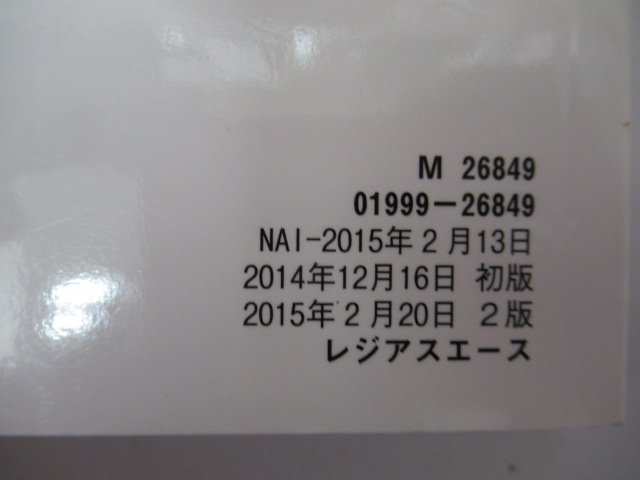 M 26849
01999-26849
NAI-2015年2月13日
2014年12月16日 初版
2015年2月20日 2版
レジアスエース